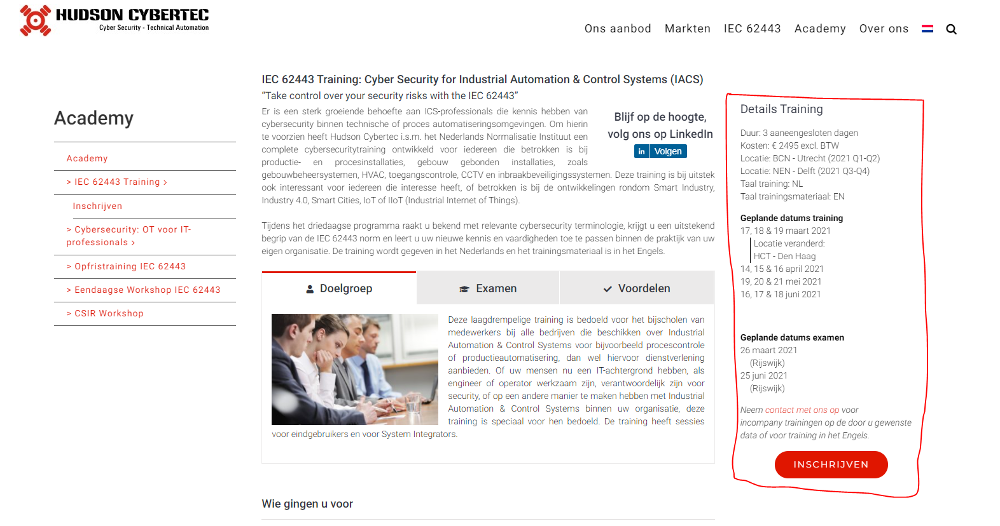 HUDSON CYBERTEC
Cyber Security - Technical Automation
Ons aanbod Markten IEC 62443 Academy Over ons
Academy
Academy
> IEC 62443 Training >
Inschrijven
> Cybersecurity: OT voor IT-
professionals >
> Opfristraining IEC 62443
> Eendaagse Workshop IEC 62443
> CSIR Workshop
IEC 62443 Training: Cyber Security for Industrial Automation & Control Systems (IACS)
“Take control over your security risks with the IEC 62443”
Er is een sterk groeiende behoefte aan ICS-professionals die kennis hebben van
cybersecurity binnen technische of proces automatiseringsomgevingen. Om hierin
te voorzien heeft Hudson Cybertec i.s.m. het Nederlands Normalisatie Instituut een
complete cybersecuritytraining ontwikkeld voor iedereen die betrokken is bij
productie- en procesinstallaties, gebouw gebonden installaties, zoals
gebouwbeheersystemen, HVAC, toegangscontrole, CCTV en inbraakbeveiligingssystemen. Deze training is bij uitstek
ook interessant voor iedereen die interesse heeft, of betrokken is bij de ontwikkelingen rondom Smart Industry,
Industry 4.0, Smart Cities, IoT of IIoT (Industrial Internet of Things).
Blijf op de hoogte,
volg ons op LinkedIn
in Volgen
Tijdens het driedaagse programma raakt u bekend met relevante cybersecurity terminologie, krijgt u een uitstekend
begrip van de IEC 62443 norm en leert u uw nieuwe kennis en vaardigheden toe te passen binnen de praktijk van uw
eigen organisatie. De training wordt gegeven in het Nederlands en het trainingsmateriaal is in het Engels.
Doelgroep Examen Voordelen
Deze laagdrempelige training is bedoeld voor het bijscholen van
medewerkers bij alle bedrijven die beschikken over Industrial
Automation & Control Systems voor bijvoorbeeld procescontrole
of productieautomatisering, dan wel hiervoor dienstverlening
aanbieden. Of uw mensen nu een IT-achtergrond hebben, als
engineer of operator werkzaam zijn, verantwoordelijk zijn voor
security, of op een andere manier te maken hebben met Industrial
Automation & Control Systems binnen uw organisatie, deze
training is speciaal voor hen bedoeld. De training heeft sessies
voor eindgebruikers en voor System Integrators.
Wie gingen u voor
Details Training
Duur: 3 aaneengesloten dagen
Kosten: € 2495 excl. BTW
Locatie: BCN - Utrecht (2021 Q1-Q2)
Locatie: NEN - Delft (2021 Q3-Q4)
Taal training: NL
Taal trainingsmateriaal: EN
Geplande datums training
17, 18 & 19 maart 2021
Locatie veranderd:
HCT - Den Haag
14, 15 & 16 april 2021
19, 20 & 21 mei 2021
16, 17 & 18 juni 2021
Geplande datums examen
26 maart 2021
(Rijswijk)
25 juni 2021
(Rijswijk)
Neem contact met ons op voor
incompany trainingen op de door u gewenste
data of voor training in het Engels.
INSCHRIJVEN